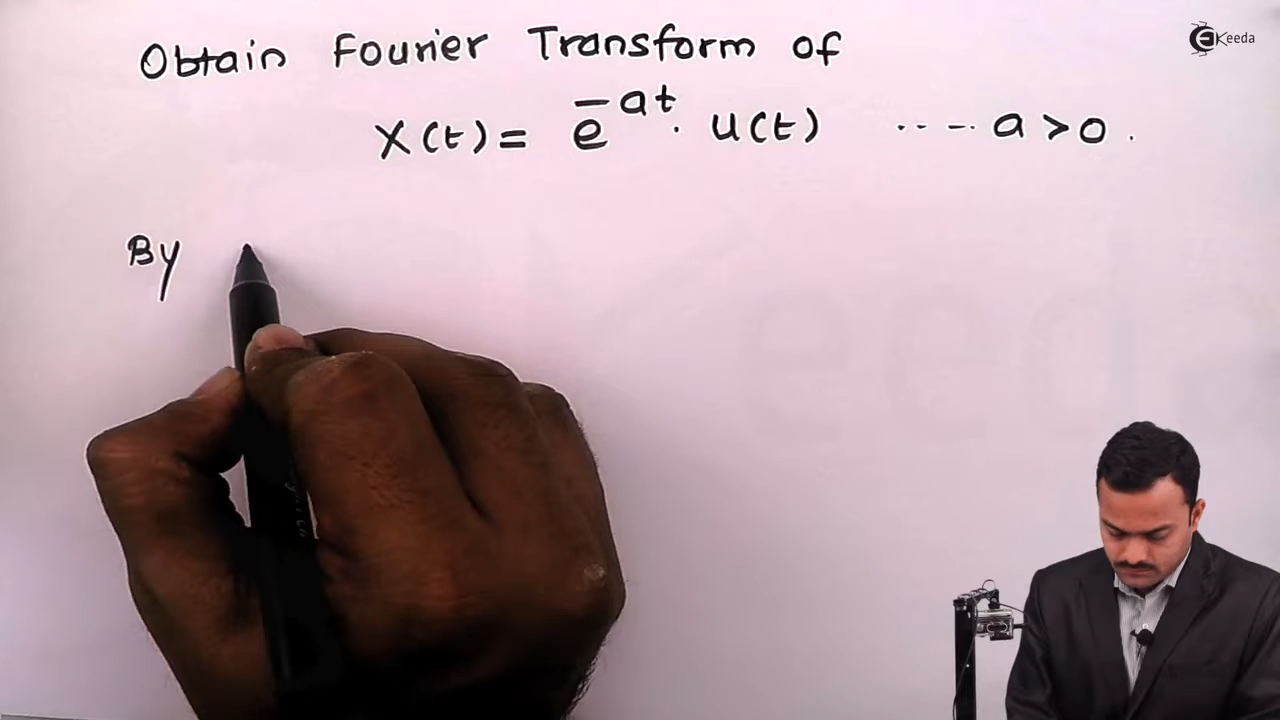 Obtain Fourier Transform of
EKeeda
x(t) = e^{-at} . u(t) ---- a > 0 .
By